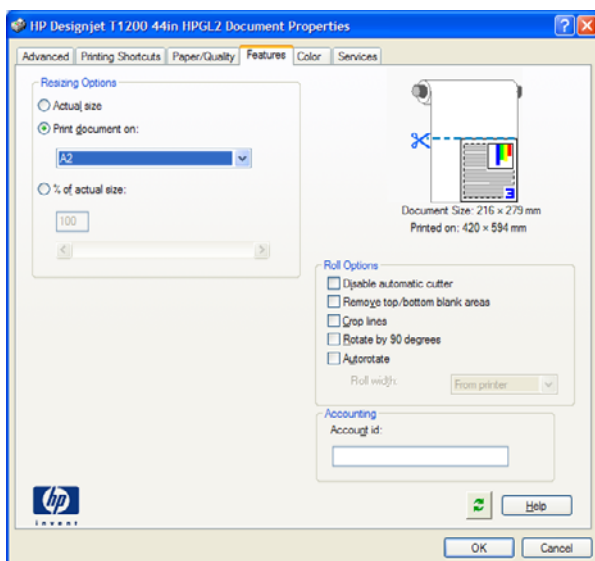 HP Designjet T1200 44in HPGL2 Document Properties
Advanced Printing Shortcuts Paper/Quality Features Color Services
Resizing Options
Actual size
Print document on:
A2
% of actual size:
100
3
Document Size: 216 × 279 mm
Printed on: 420 × 594 mm
Roll Options
Disable automatic cutter
Remove top/bottom blank areas
Crop lines
Rotate by 90 degrees
Autorotate
Roll width: From printer
Accounting
Account id:
hp
invent
Help
OK Cancel